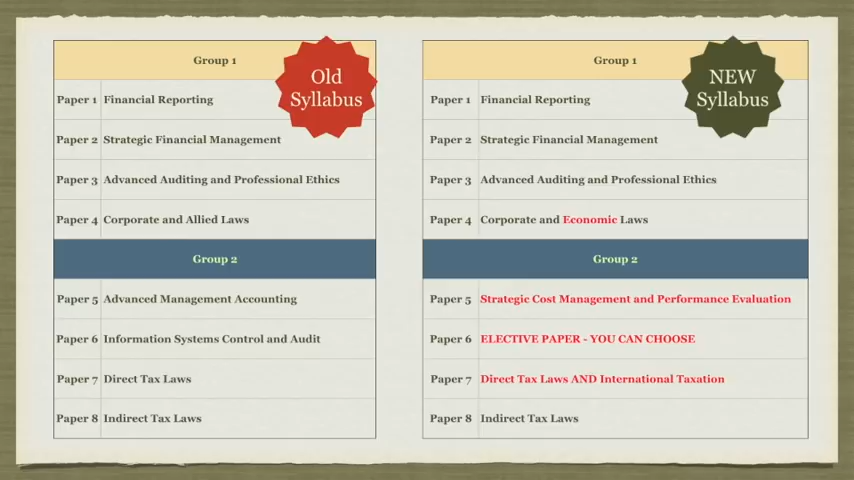 Group 1
Old
Syllabus
Paper 1 Financial Reporting
Paper 2 Strategic Financial Management
Paper 3 Advanced Auditing and Professional Ethics
Paper 4 Corporate and Allied Laws
Group 2
Paper 5 Advanced Management Accounting
Paper 6 Information Systems Control and Audit
Paper 7 Direct Tax Laws
Paper 8 Indirect Tax Laws
Group 1
NEW
Syllabus
Paper 1 Financial Reporting
Paper 2 Strategic Financial Management
Paper 3 Advanced Auditing and Professional Ethics
Paper 4 Corporate and Economic Laws
Group 2
Paper 5 Strategic Cost Management and Performance Evaluation
Paper 6 ELECTIVE PAPER - YOU CAN CHOOSE
Paper 7 Direct Tax Laws AND International Taxation
Paper 8 Indirect Tax Laws